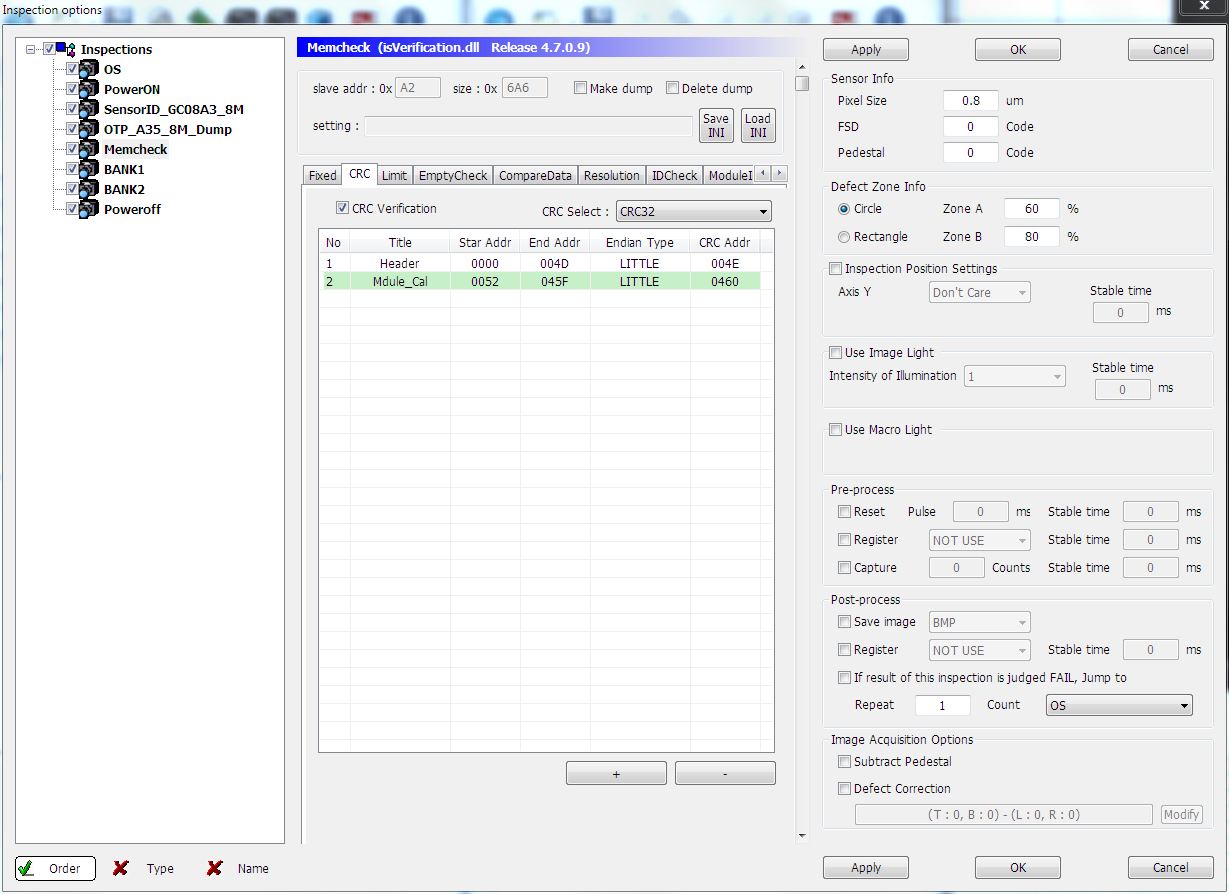 Inspection options
x
Inspections
OS
PowerON
SensorID_GC08A3_8M
OTP_A35_8M_Dump
Memcheck
BANK1
BANK2
Poweroff
Order
Type
Name
Memcheck (isVerification.dll Release 4.7.0.9)
slave addr : 0x A2 size : 0x 6A6 Make dump Delete dump
setting : Save INI Load INI
Fixed CRC Limit EmptyCheck CompareData Resolution IDCheck ModuleI
CRC Verification CRC Select : CRC32
No Title Star Addr End Addr Endian Type CRC Addr
1 Header 0000 004D LITTLE 004E
2 Mdule_Cal 0052 045F LITTLE 0460
+ -
Apply OK Cancel
Sensor Info
Pixel Size 0.8 um
FSD 0 Code
Pedestal 0 Code
Defect Zone Info
Circle Zone A 60 %
Rectangle Zone B 80 %
Inspection Position Settings
Axis Y Don't Care Stable time
0 ms
Use Image Light
Intensity of Illumination 1 Stable time
0 ms
Use Macro Light
Pre-process
Reset Pulse 0 ms Stable time 0 ms
Register NOT USE Stable time 0 ms
Capture 0 Counts Stable time 0 ms
Post-process
Save image BMP
Register NOT USE Stable time 0 ms
If result of this inspection is judged FAIL, Jump to
Repeat 1 Count OS
Image Acquisition Options
Subtract Pedestal
Defect Correction
(T : 0, B : 0) - (L : 0, R : 0) Modify
Apply OK Cancel